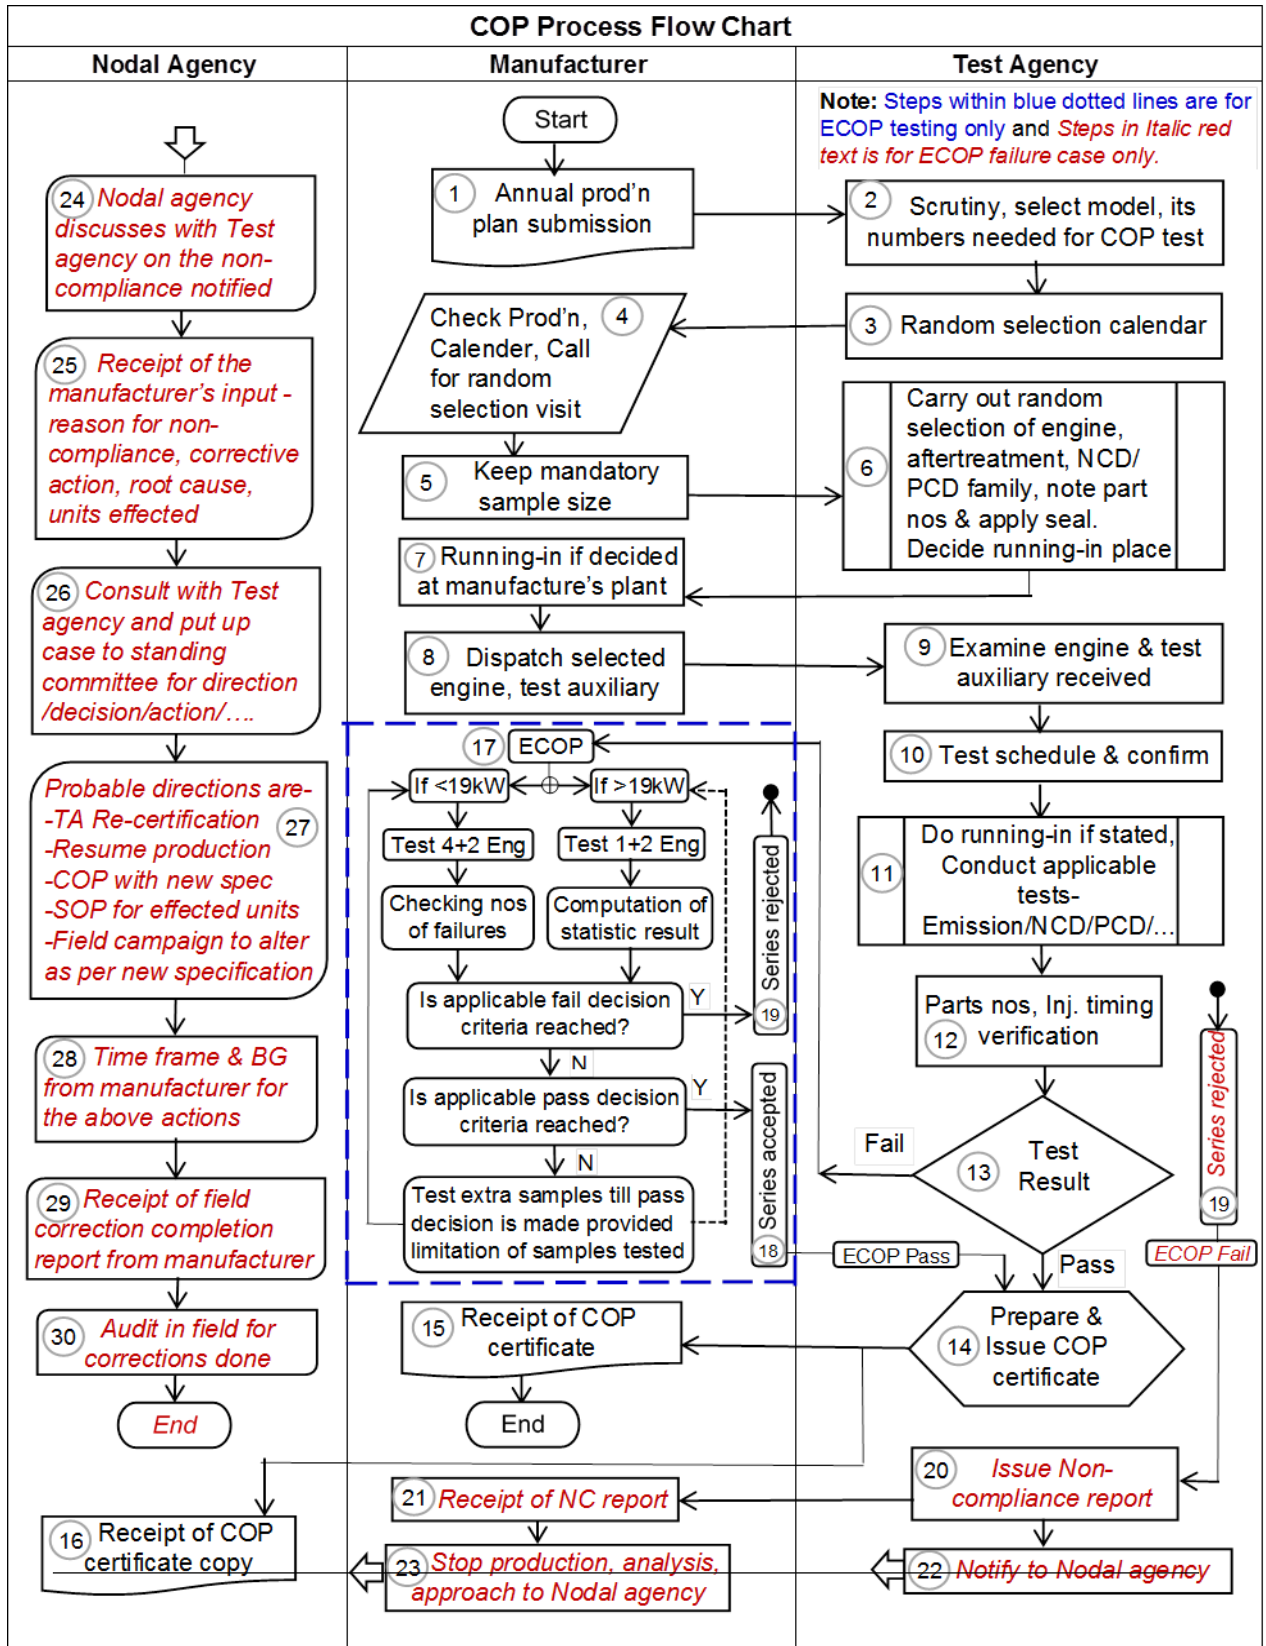 COP Process Flow Chart
Nodal Agency
Manufacturer
Test Agency
Note: Steps within blue dotted lines are for
ECOP testing only and Steps in Italic red
text is for ECOP failure case only.
Start
1 Annual prod'n
plan submission
2 Scrutiny, select model, its
numbers needed for COP test
3 Random selection calendar
Check Prod'n, 4
Calender, Call
for random
selection visit
5 Keep mandatory
sample size
Carry out random
selection of engine,
aftertreatment, NCD/
6 PCD family, note part
nos & apply seal.
Decide running-in place
7 Running-in if decided
at manufacture's plant
8 Dispatch selected
engine, test auxiliary
9 Examine engine & test
auxiliary received
10 Test schedule & confirm
Do running-in if stated,
11 Conduct applicable
tests-
Emission/NCD/PCD/...
Parts nos, Inj. timing
12 verification
13 Test
Result
Fail
Pass
Prepare &
14 Issue COP
certificate
15 Receipt of COP
certificate
End
16 Receipt of COP
certificate copy
17 ECOP
If <19kW
If >19kW
Test 4+2 Eng
Test 1+2 Eng
Checking nos
of failures
Computation of
statistic result
Is applicable fail decision
criteria reached?
Y
N
Is applicable pass decision
criteria reached?
Y
N
Test extra samples till pass
decision is made provided
limitation of samples tested
Series accepted
18
ECOP Pass
Series rejected
19
Series rejected
19
ECOP Fail
20 Issue Non-
compliance report
21 Receipt of NC report
22 Notify to Nodal agency
23 Stop production, analysis,
approach to Nodal agency
24 Nodal agency
discusses with Test
agency on the non-
compliance notified
25 Receipt of the
manufacturer's input -
reason for non-
compliance, corrective
action, root cause,
units effected
26 Consult with Test
agency and put up
case to standing
committee for direction
/decision/action/....
Probable directions are-
-TA Re-certification 27
-Resume production
-COP with new spec
-SOP for effected units
-Field campaign to alter
as per new specification
28 Time frame & BG
from manufacturer for
the above actions
29 Receipt of field
correction completion
report from manufacturer
30 Audit in field for
corrections done
End